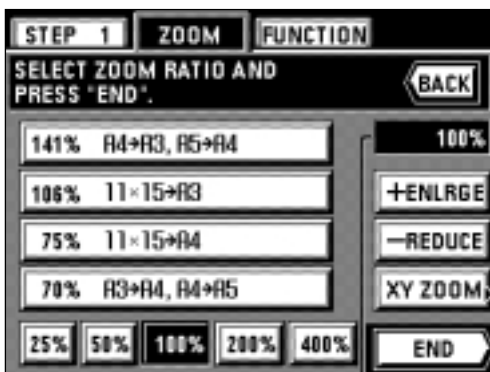 STEP 1 ZOOM FUNCTION
SELECT ZOOM RATIO AND
PRESS "END".
BACK
141% A4→A3, A5→A4
100%
106% 11×15→A3
+ENLRGE
75% 11×15→A4
−REDUCE
70% A3→A4, A4→A5
XY ZOOM
25% 50% 100% 200% 400%
END